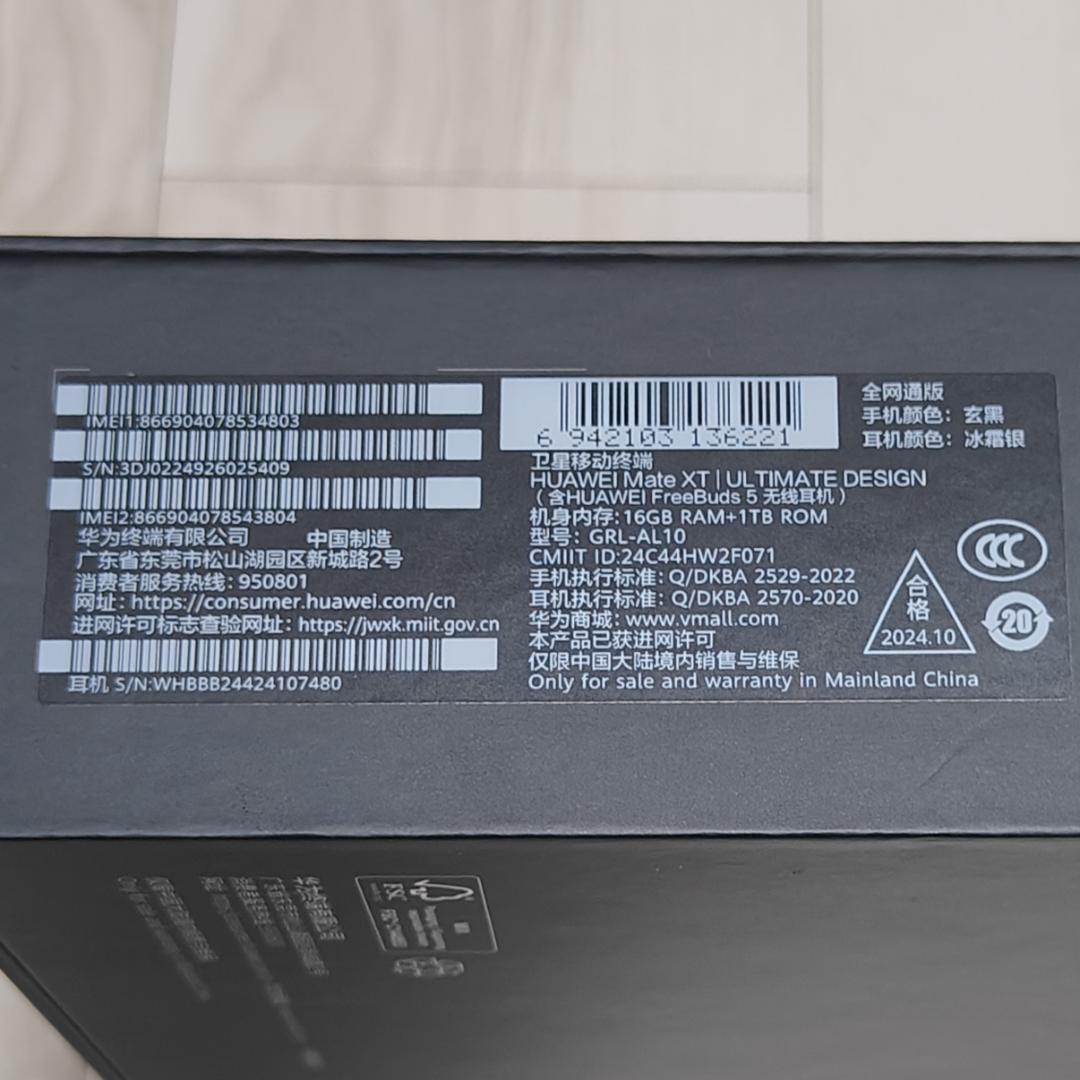 IMEI1:866904078534803
S/N:3DJ0224926025409
IMEI2:866904078543804
华为终端有限公司 中国制造
广东省东莞市松山湖园区新城路2号
消费者服务热线: 950801
网址: https://consumer.huawei.com/cn
进网许可标志查验网址: https://jwxk.miit.gov.cn
耳机 S/N:WHBBB24424107480
6 942103 136221
卫星移动终端
HUAWEI Mate XT | ULTIMATE DESIGN
(含HUAWEI FreeBuds 5 无线耳机)
机身内存: 16GB RAM+1TB ROM
型号: GRL-AL10
CMIIT ID:24C44HW2F071
手机执行标准: Q/DKBA 2529-2022
耳机执行标准: Q/DKBA 2570-2020
华为商城: www.vmall.com
本产品已获进网许可
仅限中国大陆境内销售与维保
Only for sale and warranty in Mainland China
全网通版
手机颜色: 玄黑
耳机颜色: 冰霜银
CCC
合格
2024.10
20
FSC